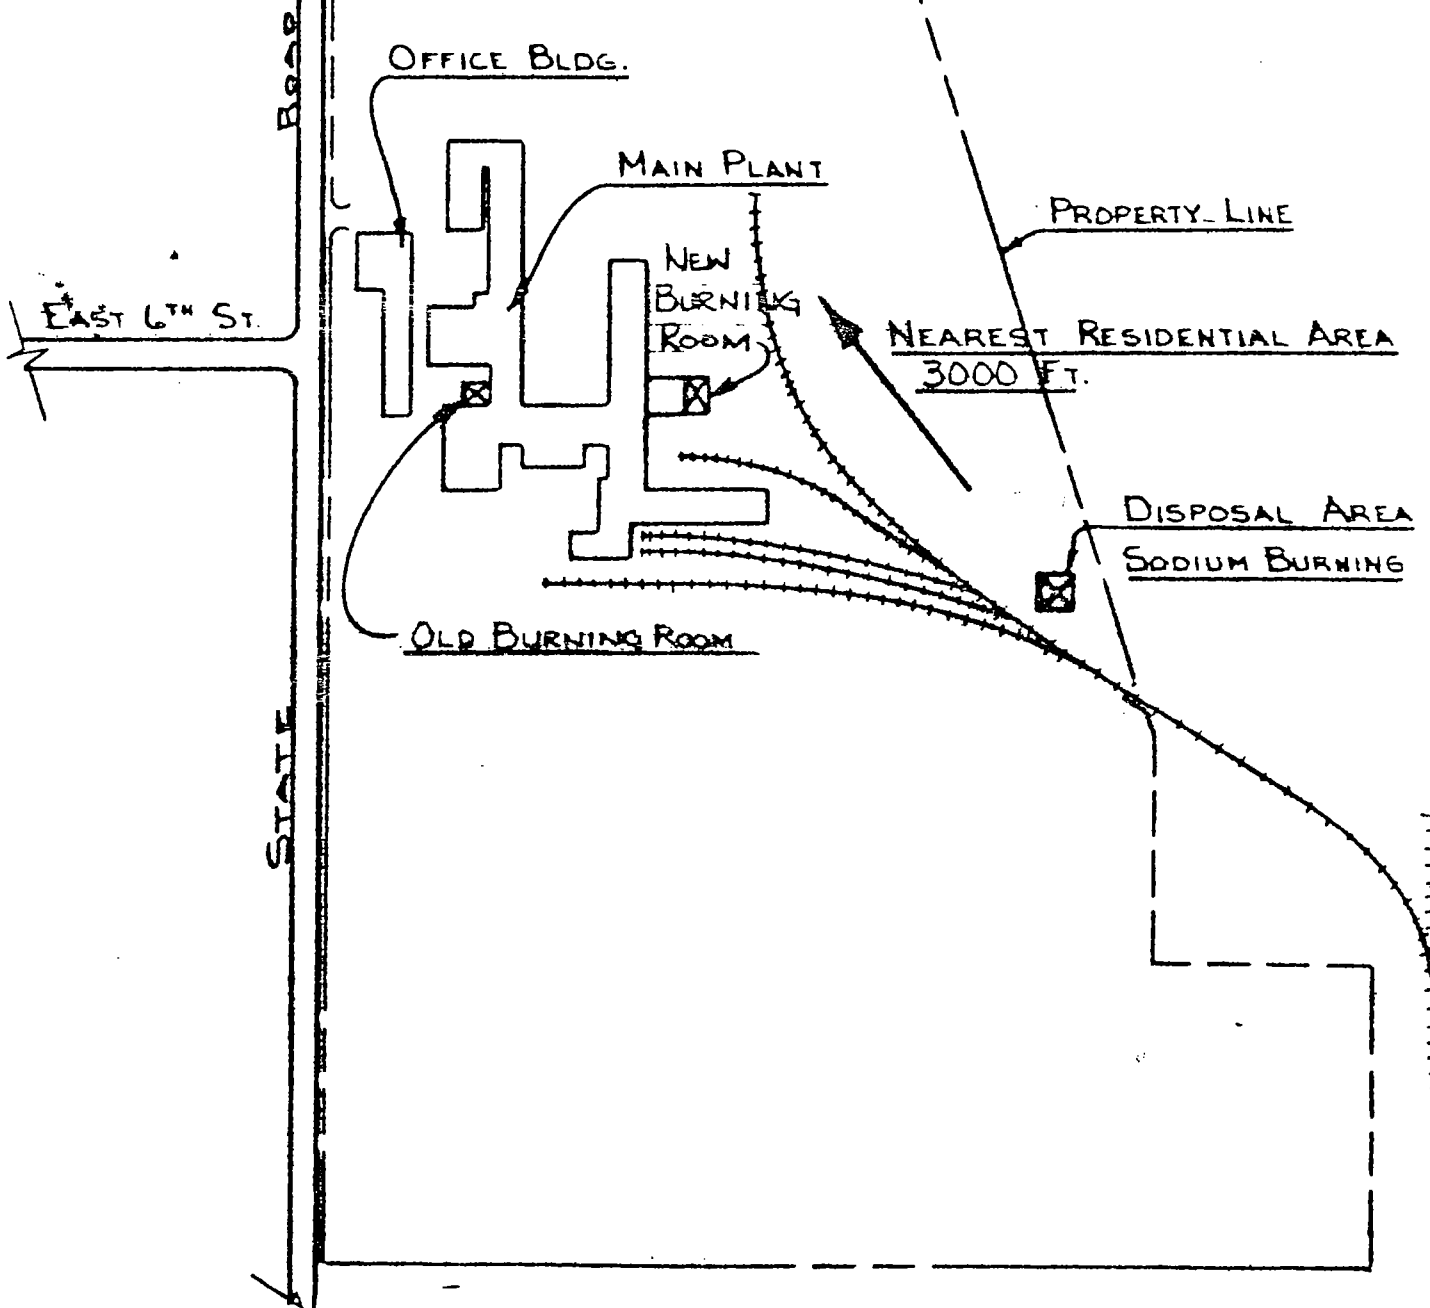 ROAD
OFFICE BLDG.
MAIN PLANT
PROPERTY LINE
NEW
BURNING
ROOM
EAST 6TH ST.
NEAREST RESIDENTIAL AREA
3000 FT.
DISPOSAL AREA
SODIUM BURNING
OLD BURNING ROOM
STATE